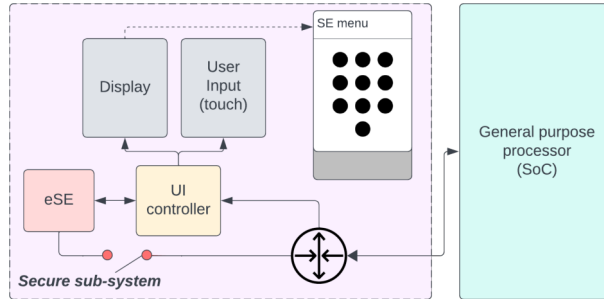 SE menu
Display
User
Input
(touch)
General purpose
processor
(SoC)
eSE
UI
controller
Secure sub-system